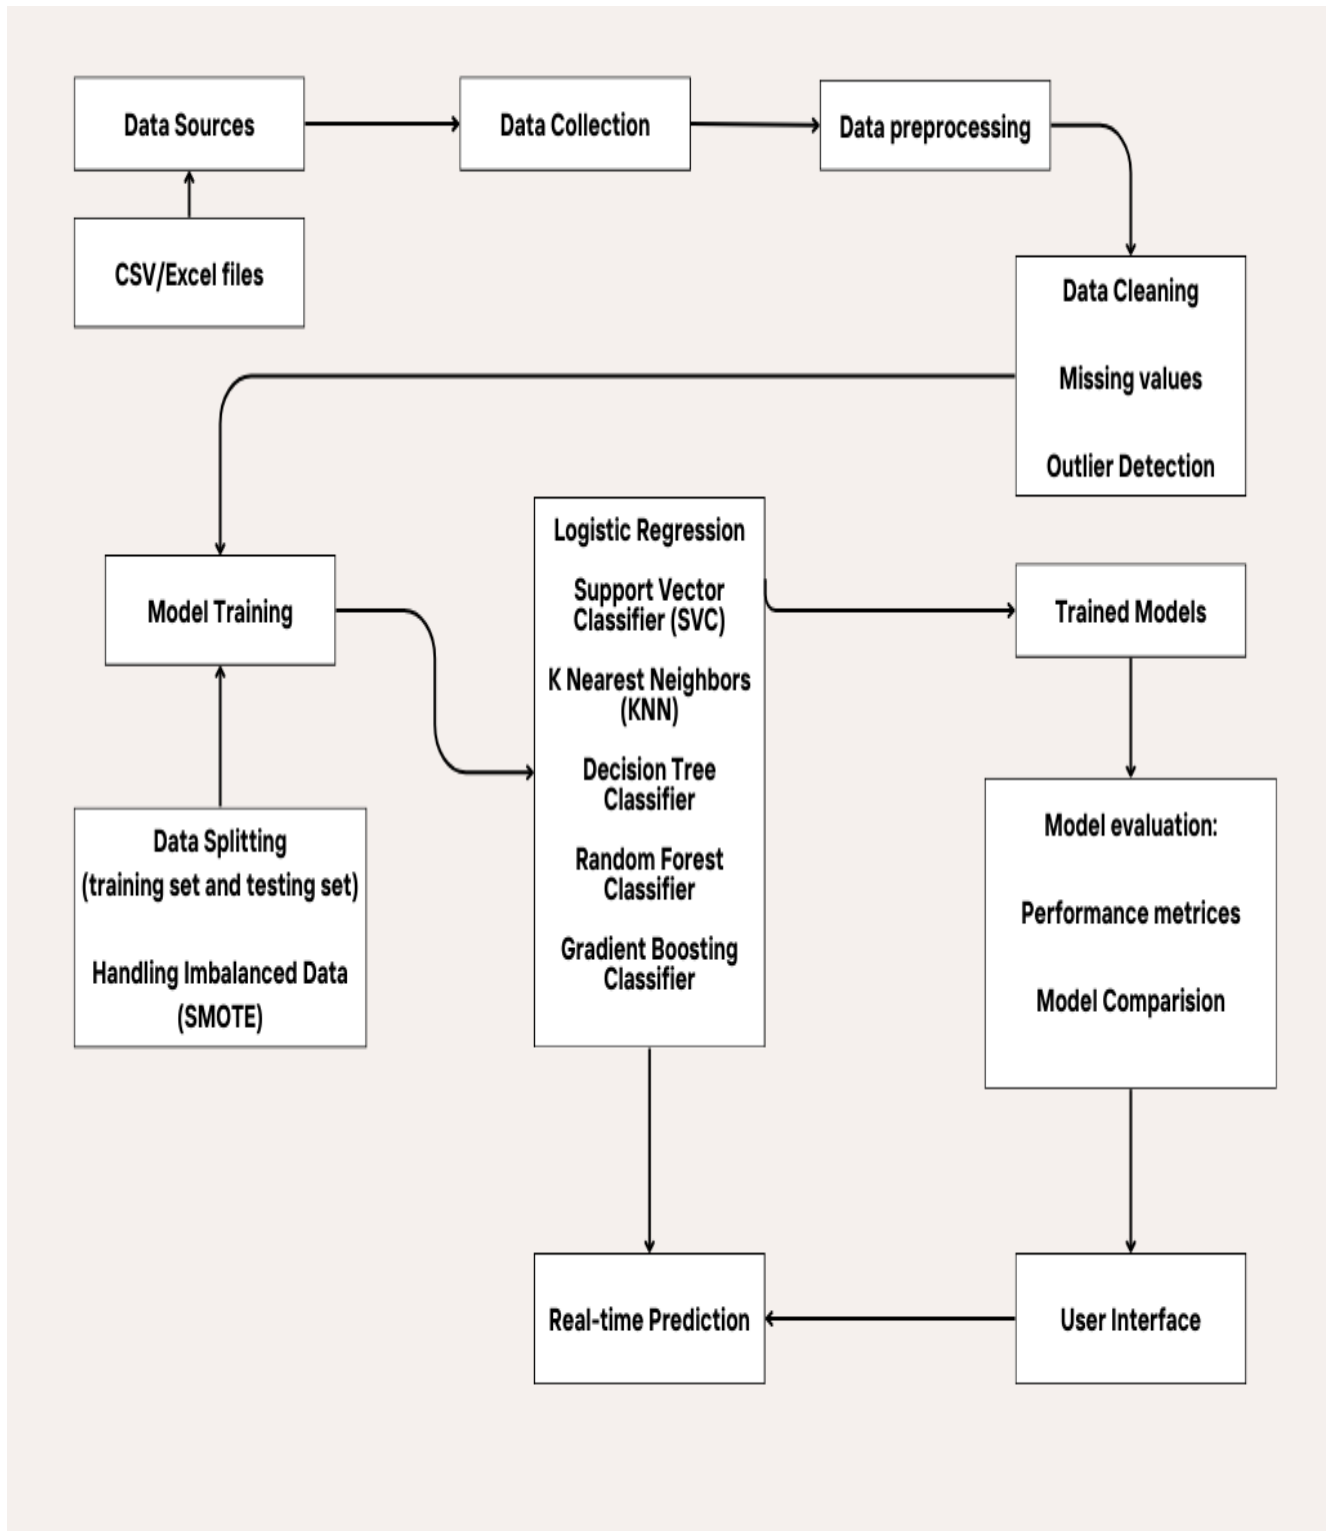 Data Sources
Data Collection
Data preprocessing
CSV/Excel files
Data Cleaning
Missing values
Outlier Detection
Model Training
Logistic Regression
Support Vector
Classifier (SVC)
K Nearest Neighbors
(KNN)
Decision Tree
Classifier
Random Forest
Classifier
Gradient Boosting
Classifier
Trained Models
Data Splitting
(training set and testing set)
Handling Imbalanced Data
(SMOTE)
Model evaluation:
Performance metrices
Model Comparision
Real-time Prediction
User Interface